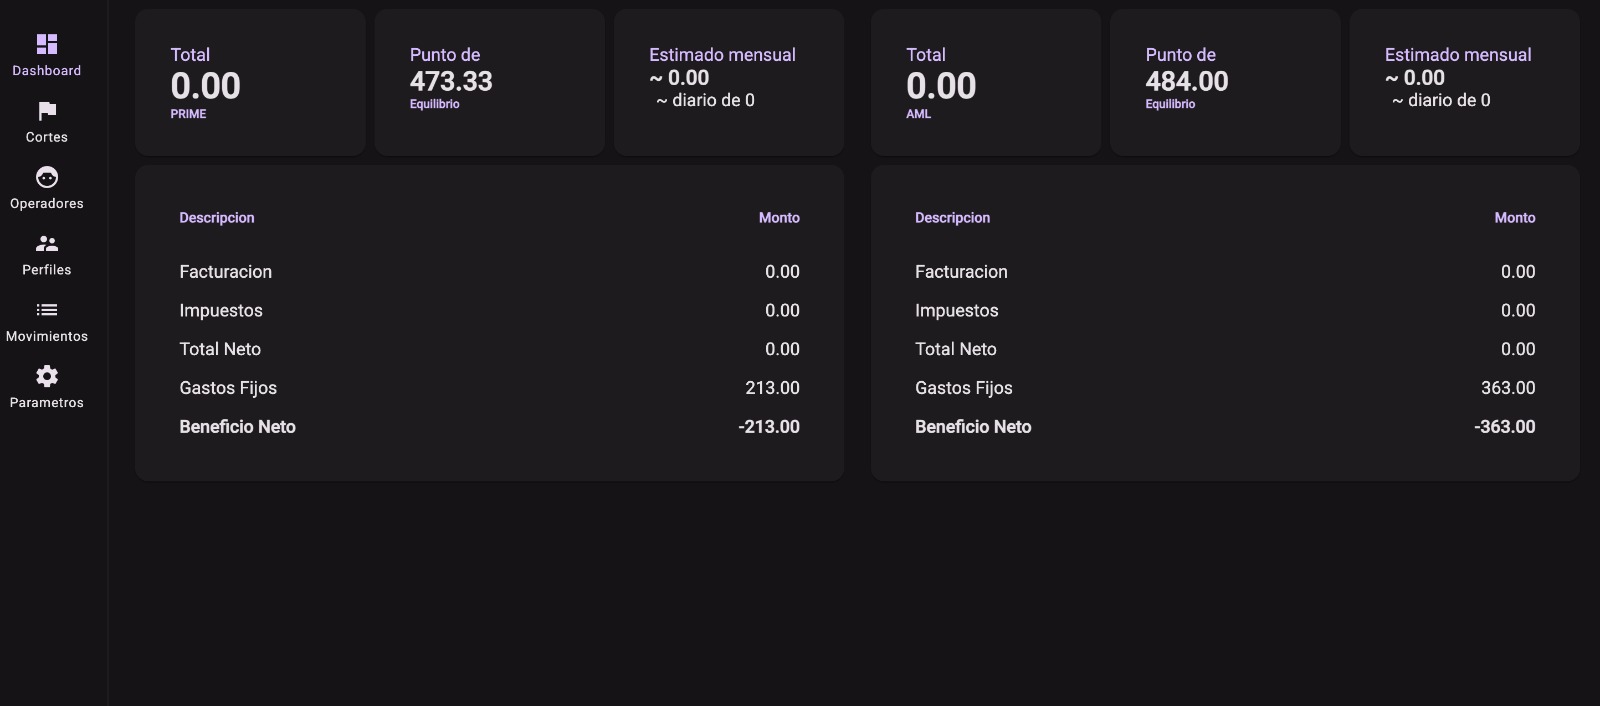 Dashboard
Cortes
Operadores
Perfiles
Movimientos
Parametros
Total
0.00
PRIME
Punto de
473.33
Equilibrio
Estimado mensual
~ 0.00
~ diario de 0
Total
0.00
AML
Punto de
484.00
Equilibrio
Estimado mensual
~ 0.00
~ diario de 0
Descripcion Monto
Facturacion 0.00
Impuestos 0.00
Total Neto 0.00
Gastos Fijos 213.00
Beneficio Neto -213.00
Descripcion Monto
Facturacion 0.00
Impuestos 0.00
Total Neto 0.00
Gastos Fijos 363.00
Beneficio Neto -363.00